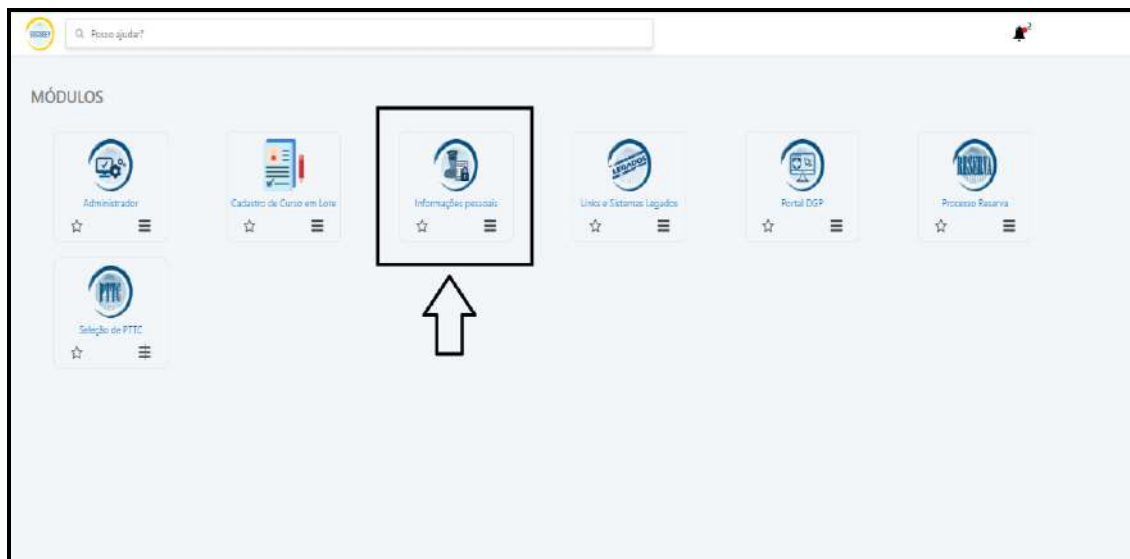 Posso ajudar?
2
MÓDULOS
Administrador
Cadastro de Curso em Lote
Informações pessoais
LEGADOS
Links e Sistemas Legados
Portal DGP
RESERVA
Processo Reserva
PTTC
Seleção de PTTC